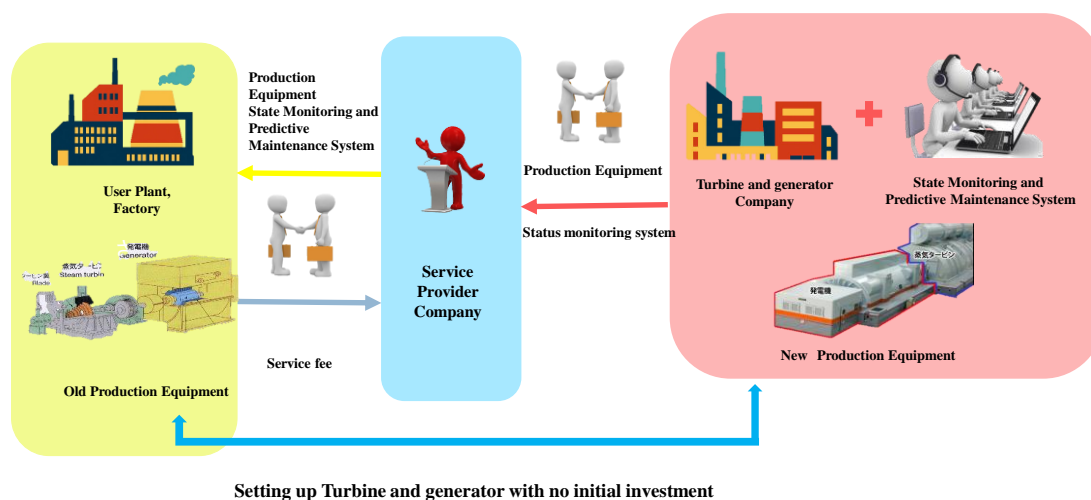 Production
Equipment
State Monitoring and
Predictive
Maintenance System
User Plant,
Factory
発電機
Generator
蒸気タービン
Steam turbin
Blade
Old Production Equipment
Service fee
Service
Provider
Company
Production Equipment
Status monitoring system
Turbine and generator
Company
State Monitoring and
Predictive Maintenance System
蒸気タービン
発電機
New Production Equipment
Setting up Turbine and generator with no initial investment